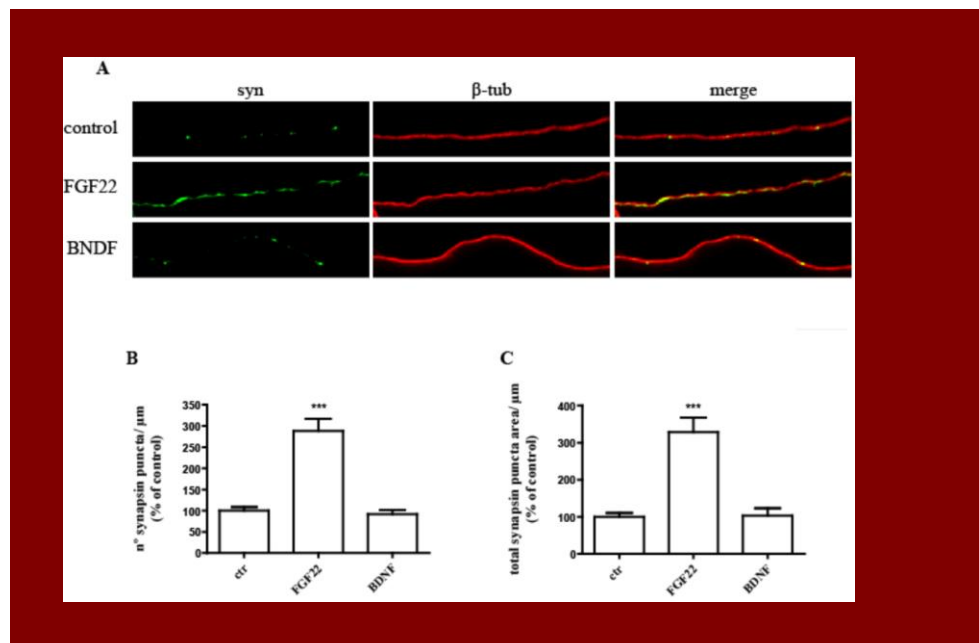 A
syn β-tub merge
control
FGF22
BNDF
B
C
n° synapsin puncta/ µm
(% of control)
350
300
250
200
150
100
50
0
***
ctr FGF22 BDNF
total synapsin puncta area/ µm
(% of control)
400
300
200
100
0
***
ctr FGF22 BDNF